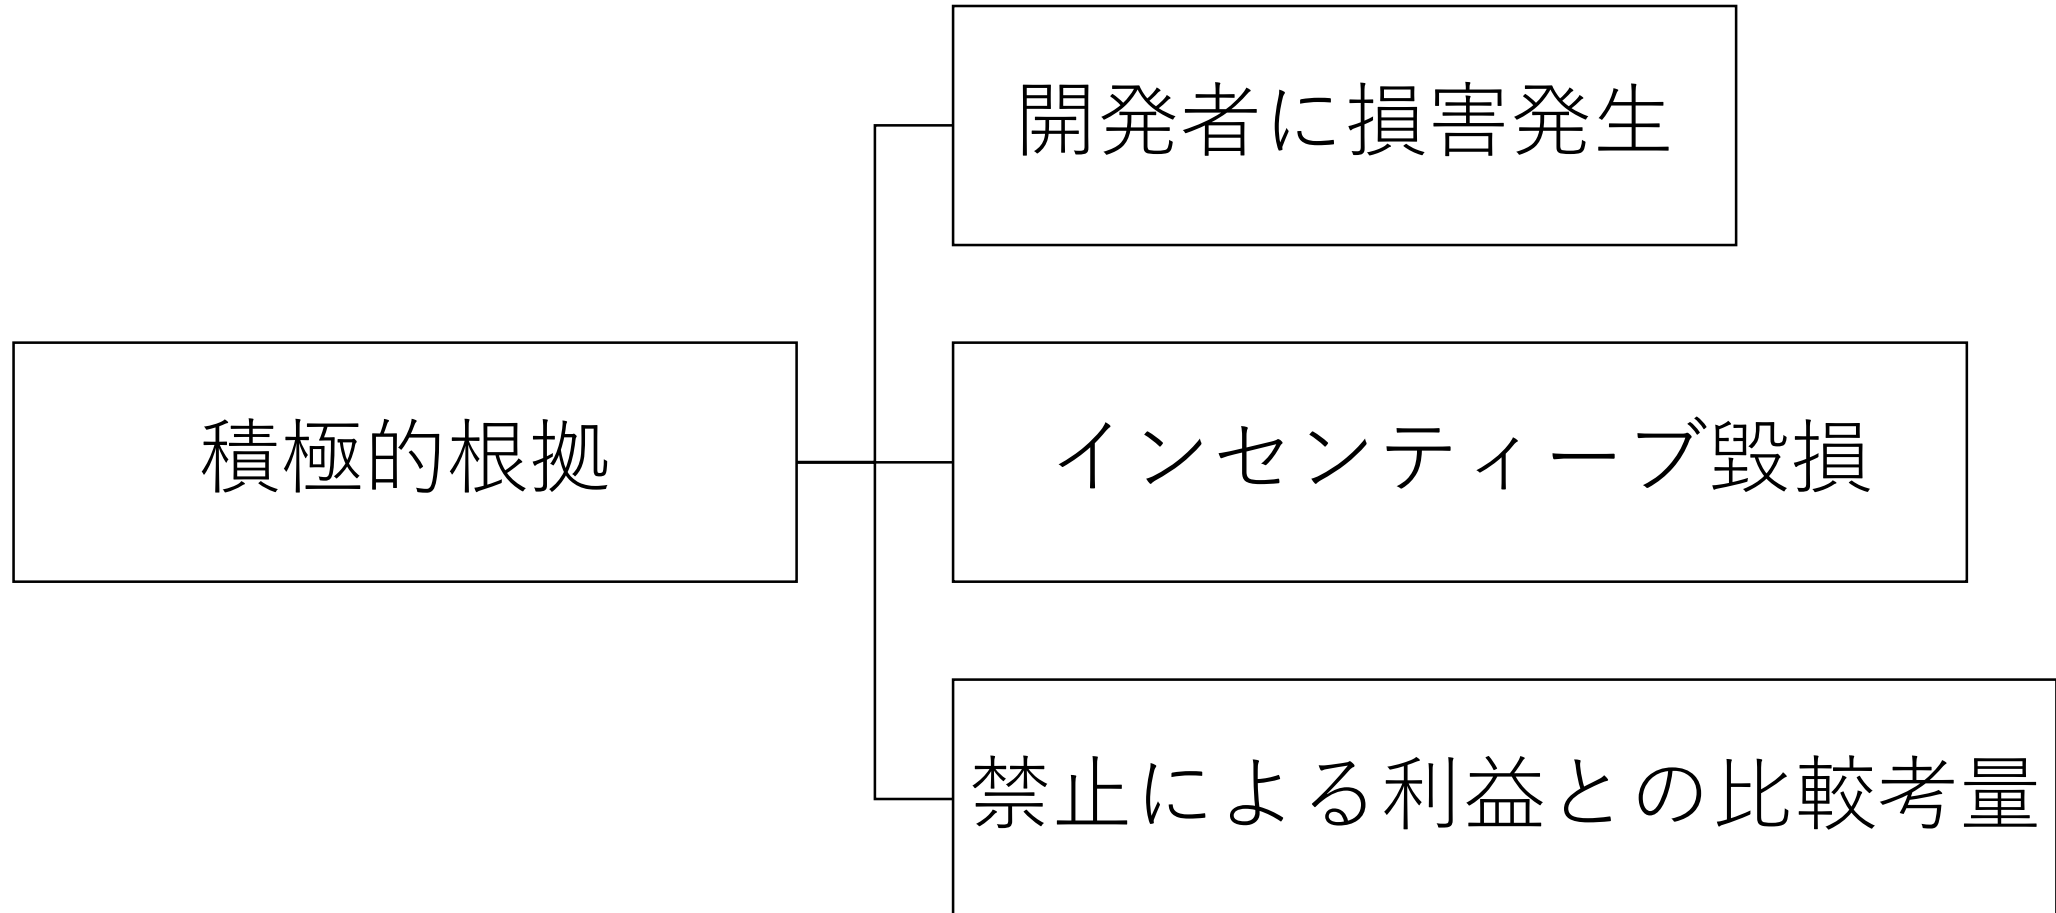 開発者に損害発生
積極的根拠
インセンティーブ毀損
禁止による利益との比較考量